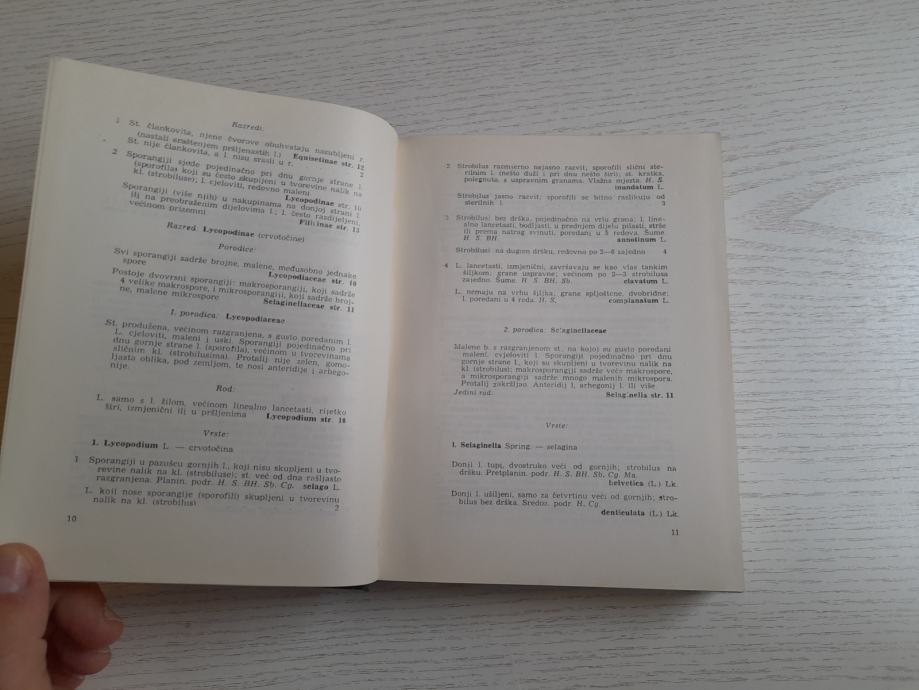 Razredi:
1 St. člankovita, njene čvorove obuhvataju nazubljeni r.
(nastali sraštenjem pršljenastih l.) Equisetinae str. 12
St. nije člankovita, a l. nisu srasli u r. 2
2 Sporangiji sjede pojedinačno pri dnu gornje strane l.
(sporofila) koji su često skupljeni u tvorevine nalik na
kl. (strobiluse); l. cjeloviti, redovno maleni
Lycopodinae str. 10
Sporangiji (više njih) u nakupinama na donjoj strani l.
ili na preobraženim dijelovima l.; l. često razdijeljeni,
većinom prizemni Filicinae str. 13
Razred: Lycopodinae (crvotočine)
Porodice:
Svi sporangiji sadrže brojne, malene, međusobno jednake
spore Lycopodiaceae str. 10
Postoje dvovrsni sporangiji: makrosporangiji, koji sadrže
4 velike makrospore, i mikrosporangiji, koji sadrže broj-
ne, malene mikrospore Selaginellaceae str. 11
1. porodica: Lycopodiaceae
St. produžena, većinom razgranjena, s gusto poredanim l.
L. cjeloviti, maleni i uski. Sporangiji pojedinačno pri
dnu gornje strane l. (sporofila), većinom u tvorevinama
sličnim kl. (strobilusima). Protalij nije zelen, gomo-
ljasta oblika, pod zemljom, te nosi anteridije i arhego-
nije.
Rod:
L. samo s 1 žilom, većinom linealno lancetasti, rijetko
širi, izmjenični ili u pršljenima Lycopodium str. 10
Vrste:
1. Lycopodium L. — crvotočina
1 Sporangiji u pazušcu gornjih l., koji nisu skupljeni u tvo-
revine nalik na kl. (strobiluse); st. već od dna rašljasto
razgranjena. Planin. podr. H. S. BH. Sb. Cg. selago L.
L. koji nose sporangije (sporofili) skupljeni u tvorevinu
nalik na kl. (strobilus) 2
10
2 Strobilus razmjerno nejasno razvit; sporofili slični ste-
rilnim l. (nešto duži i pri dnu nešto širi); st. kratka,
polegnuta, s uspravnim granama. Vlažna mjesta. H. S.
inundatum L.
Strobilus jasno razvit; sporofili se bitno razlikuju od
sterilnih l. 3
3 Strobilusi bez drška, pojedinačno na vrhu grana; l. line-
alno lancetasti, bodljasti, u prednjem dijelu pilasti, strše
ili prema natrag svinuti, poredani u 5 redova. Šume.
H. S. BH. annotinum L.
Strobilusi na dugom dršku, redovno po 2—6 zajedno 4
4 L. lancetasti, izmjenični, završavaju se kao vlas tankim
šiljkom; grane uspravne; većinom po 2—3 strobilusa
zajedno. Šume. H. S. BH. Sb. clavatum L.
L. nemaju na vrhu šiljka, grane spljoštene, dvobridne;
l. poredani u 4 reda. H. S. complanatum L.
2. porodica: Selaginellaceae
Malene b. s razgranjenom st. na kojoj su gusto poredani
maleni, cjeloviti l. Sporangiji pojedinačno pri dnu
gornje strane l., koji su skupljeni u tvorevinu nalik na
kl. (strobilus); makrosporangiji sadrže veće makrospore,
a mikrosporangiji sadrže mnogo malenih mikrospora.
Protalij zakržljao. Anteridij 1, arhegonij 1 ili više
Jedini rod: Selaginella str. 11
Vrste:
1. Selaginella Spring. — selagina
Donji l. tupi, dvostruko veći od gornjih; strobilus na
dršku. Pretplanin. podr. H. S. BH. Sb. Cg. Ma.
helvetica (L.) Lk.
Donji l. ušiljeni, samo za četvrtinu veći od gornjih; stro-
bilus bez drška. Sredoz. podr. H. Cg.
denticulata (L.) Lk.
11